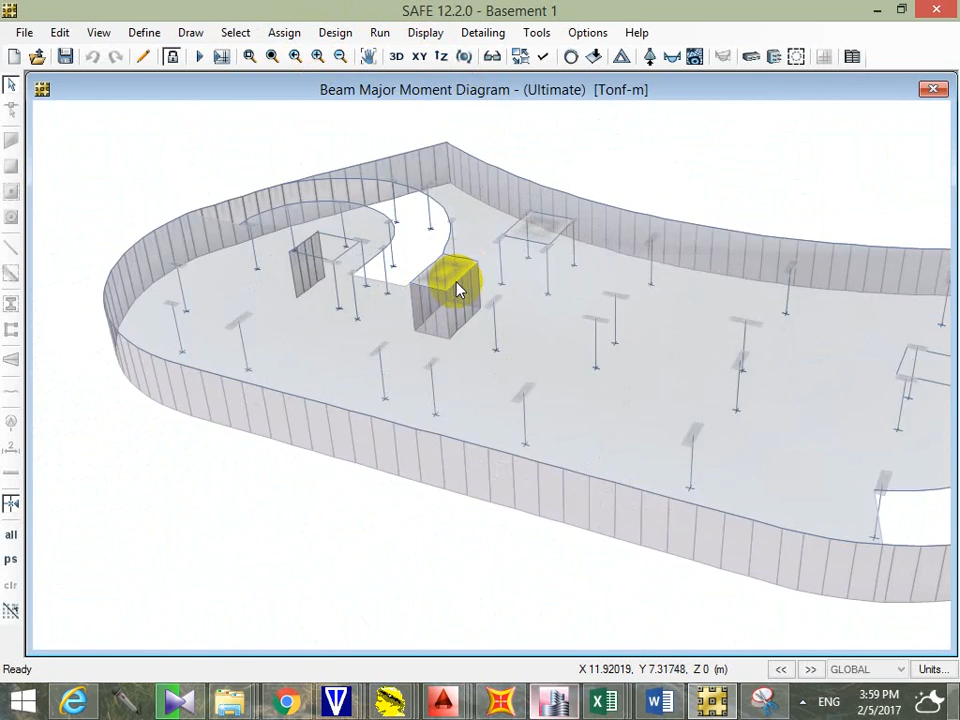 SAFE 12.2.0 - Basement 1
File Edit View Define Draw Select Assign Design Run Display Detailing Tools Options Help
3D XY
Beam Major Moment Diagram - (Ultimate) [Tonf-m]
all
ps
clr
Ready
X 11.92019, Y 7.31748, Z 0 (m)
<< >> GLOBAL Units...
ENG
3:59 PM
2/5/2017